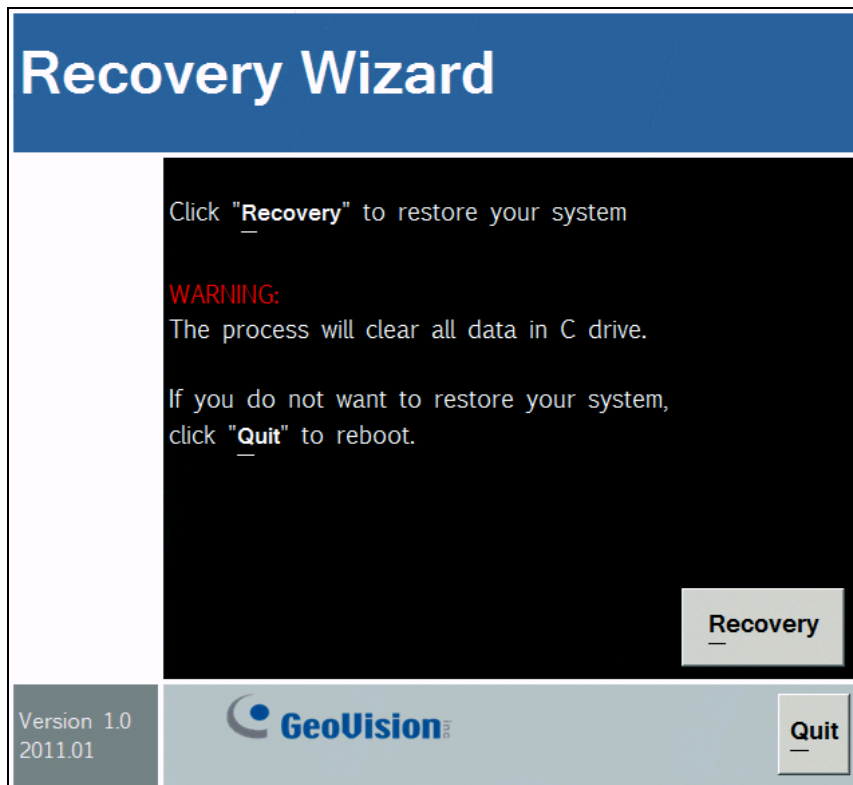 Recovery Wizard
Click "Recovery" to restore your system
WARNING:
The process will clear all data in C drive.
If you do not want to restore your system,
click "Quit" to reboot.
Recovery
Version 1.0
2011.01
GeoVision inc
Quit